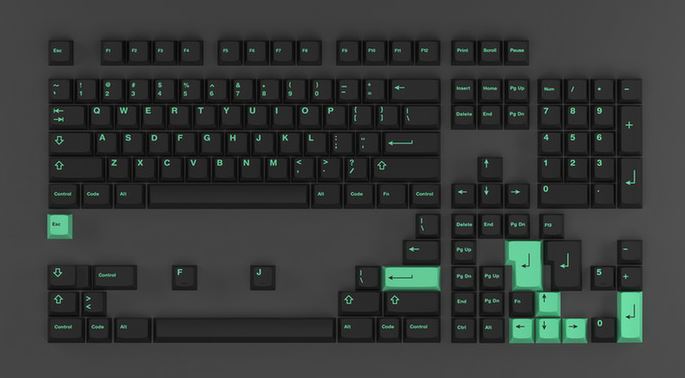 Esc F1 F2 F3 F4 F5 F6 F7 F8 F9 F10 F11 F12 Print Scroll Pause
~ ! @ # $ % ^ & * ( ) — + ← Insert Home Pg Up Num / * −
` 1 2 3 4 5 6 7 8 9 0 - =
Q W E R T Y U I O P { } | Delete End Pg Dn 7 8 9 +
[ ] \
A S D F G H J K L : " 4 5 6
; '
Z X C V B N M < > ? ↑ 1 2 3
, . /
Control Code Alt Alt Code Fn Control ← ↓ → 0 .
Esc | \ Delete End Pg Dn F13
← Pg Up −
Control F J | \ Pg Dn Pg Up 5 +
> < End Pg Dn Fn ↑
Control Code Alt Alt Code Control Ctrl Alt ← ↓ → 0